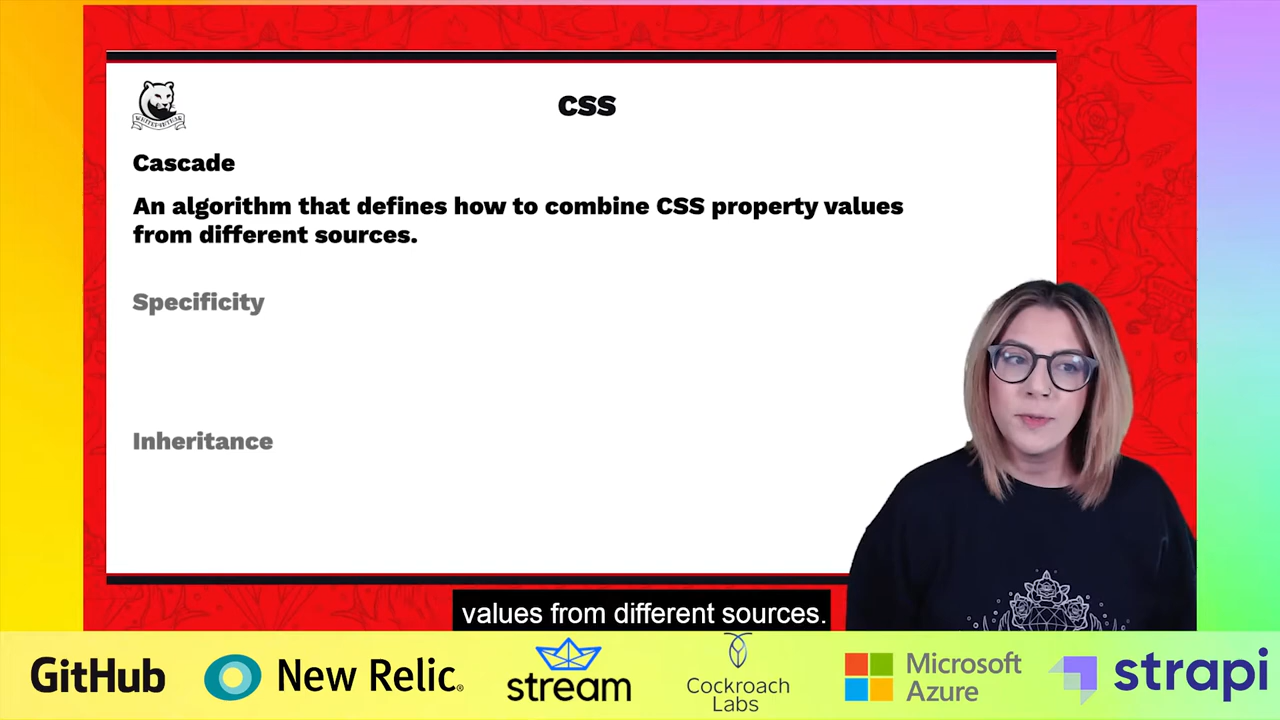 CSS
Cascade
An algorithm that defines how to combine CSS property values
from different sources.
Specificity
Inheritance
values from different sources.
GitHub
New Relic®
stream
Cockroach
Labs
Microsoft
Azure
strapi